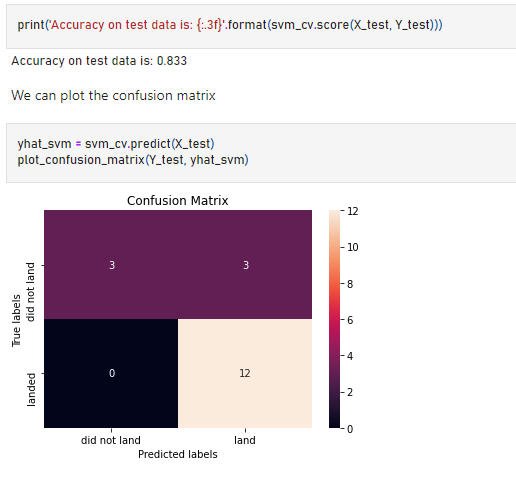 print('Accuracy on test data is: {:.3f}'.format(svm_cv.score(X_test, Y_test)))
Accuracy on test data is: 0.833
We can plot the confusion matrix
yhat_svm = svm_cv.predict(X_test)
plot_confusion_matrix(Y_test, yhat_svm)
Confusion Matrix
True labels
did not land
landed
3
3
0
12
did not land
land
Predicted labels
12
10
8
6
4
2
0